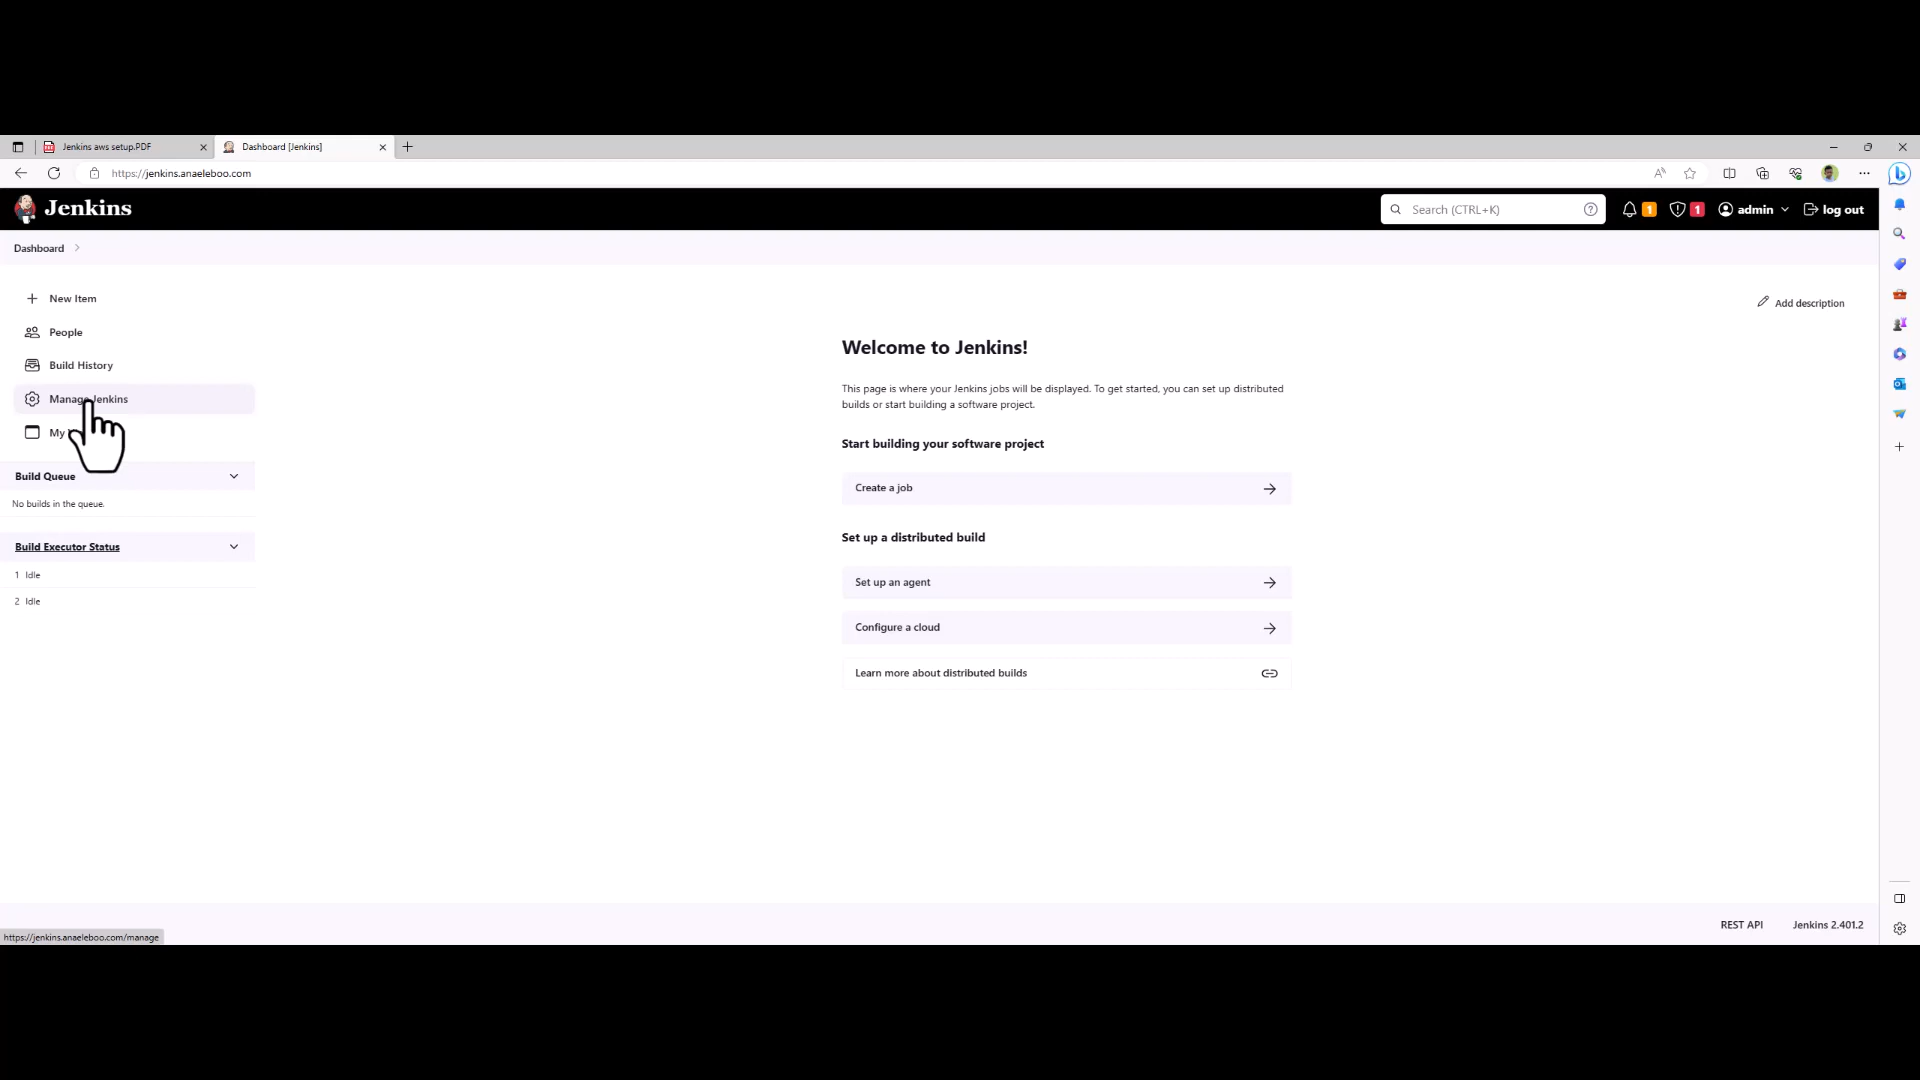 Jenkins aws setup.PDF
Dashboard [Jenkins]
https://jenkins.anaeleboo.com
Jenkins
Search (CTRL+K)
1
1
admin
log out
Dashboard
New Item
Add description
People
Build History
Manage Jenkins
My
Build Queue
No builds in the queue.
Build Executor Status
1 Idle
2 Idle
Welcome to Jenkins!
This page is where your Jenkins jobs will be displayed. To get started, you can set up distributed
builds or start building a software project.
Start building your software project
Create a job
Set up a distributed build
Set up an agent
Configure a cloud
Learn more about distributed builds
REST API
Jenkins 2.401.2
https://jenkins.anaeleboo.com/manage